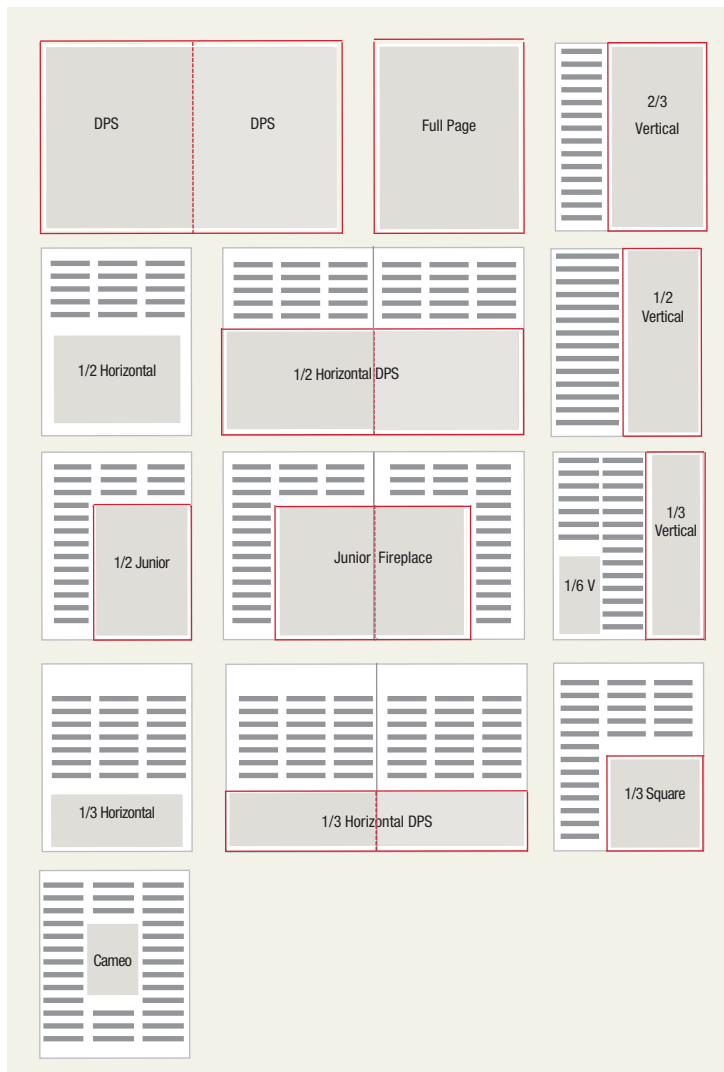 DPS
DPS
Full Page
2/3
Vertical
1/2 Horizontal
1/2 Horizontal DPS
1/2
Vertical
1/2 Junior
Junior Fireplace
1/6 V
1/3
Vertical
1/3 Horizontal
1/3 Horizontal DPS
1/3 Square
Cameo